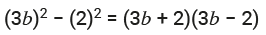 (3b)² − (2)² = (3b + 2)(3b − 2)